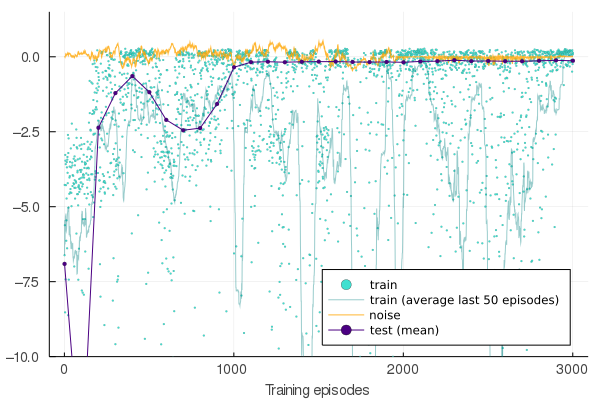 0.0
−2.5
−5.0
−7.5
−10.0
train
train (average last 50 episodes)
noise
test (mean)
0
1000
2000
3000
Training episodes